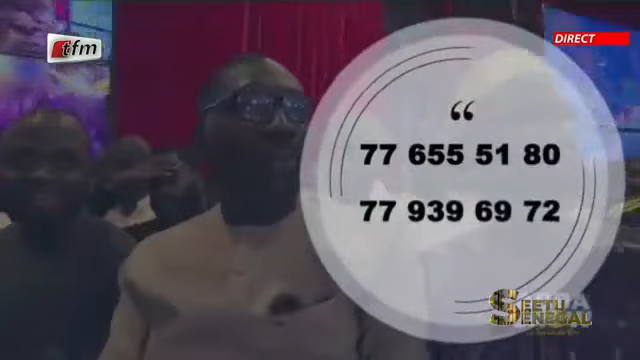 tfm
DIRECT
“
77 655 51 80
77 939 69 72
SEETU
SENEGAL